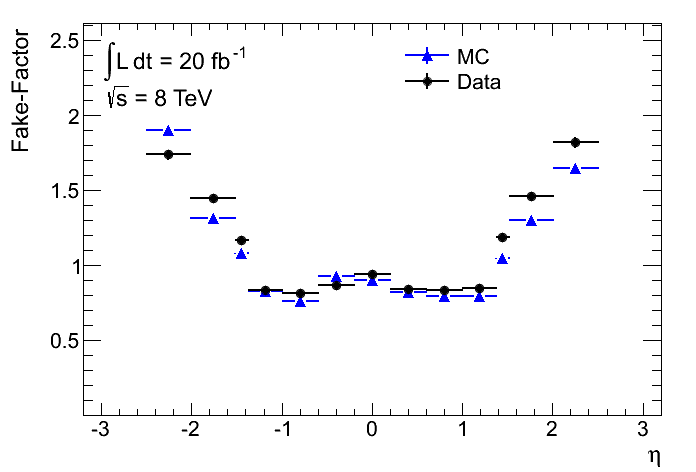 Fake-Factor
∫L dt = 20 fb⁻¹
√s = 8 TeV
MC
Data
2.5
2
1.5
1
0.5
-3 -2 -1 0 1 2 3
η